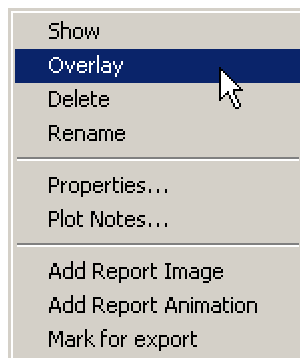 Show
Overlay
Delete
Rename
Properties...
Plot Notes...
Add Report Image
Add Report Animation
Mark for export